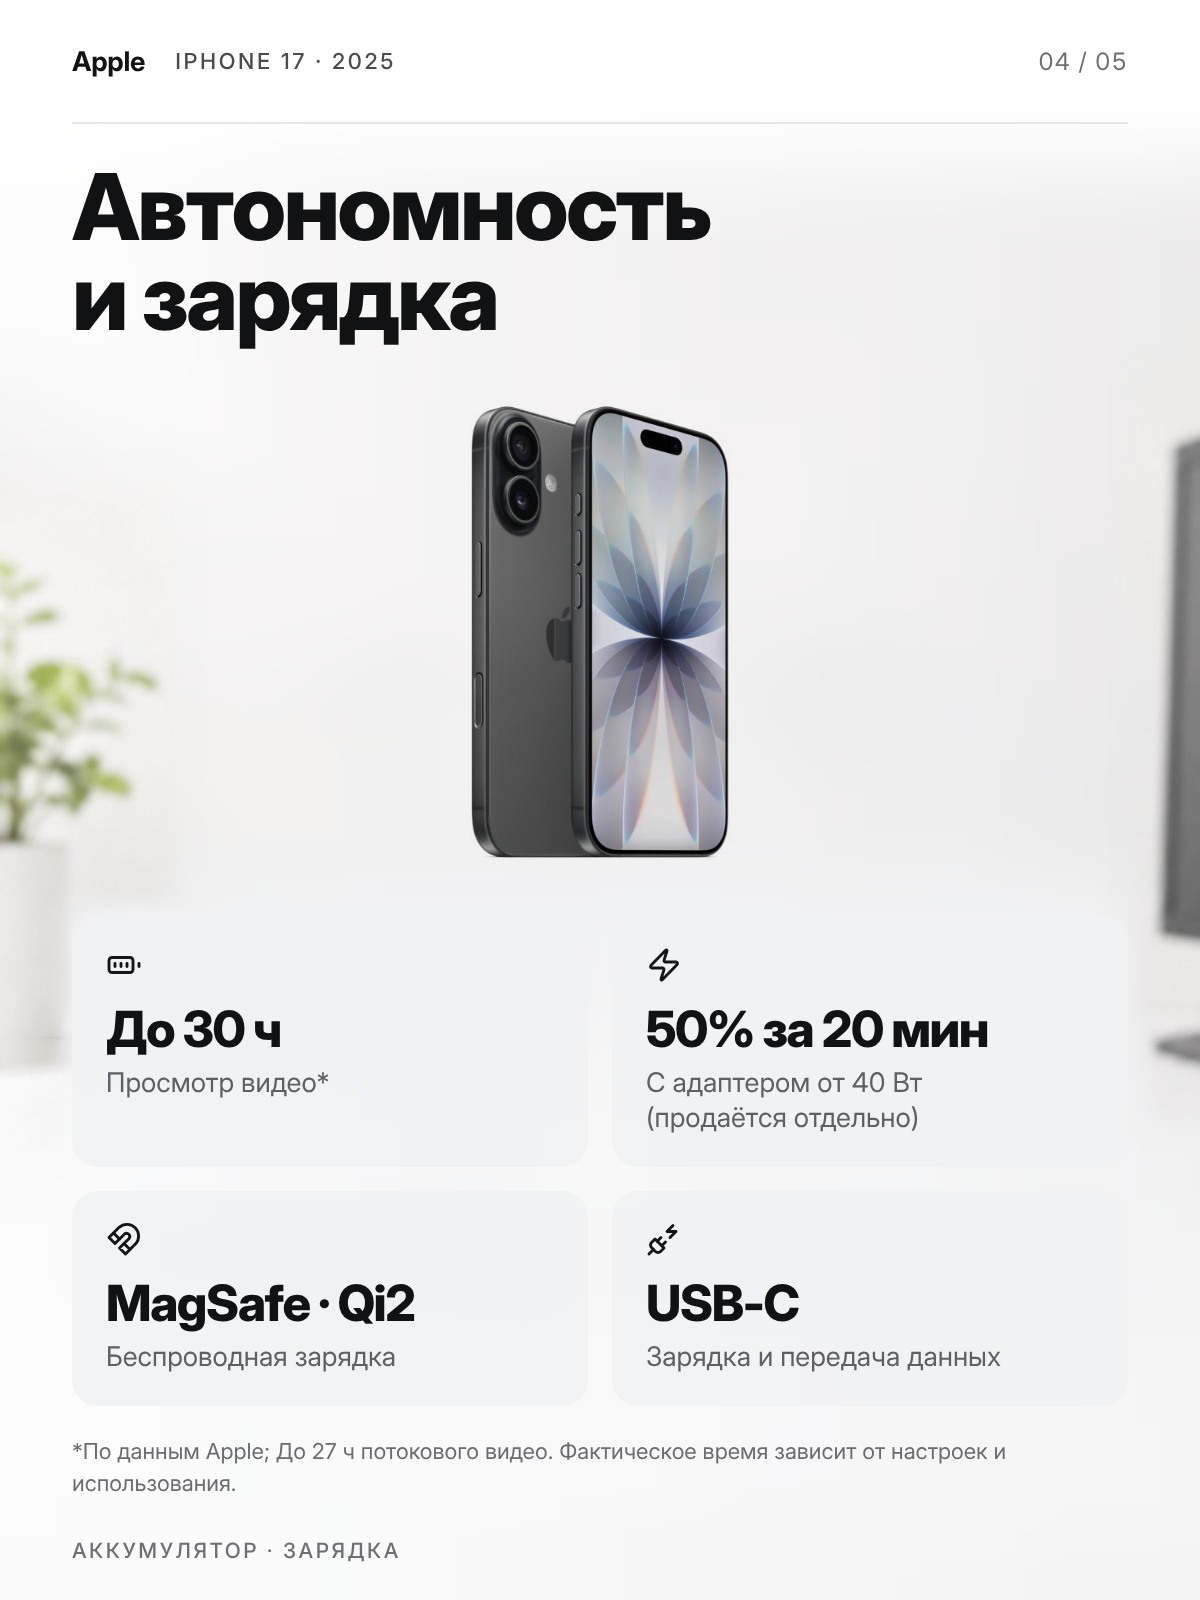 Apple IPHONE 17 · 2025 04 / 05
Автономность
и зарядка
До 30 ч
Просмотр видео*
50% за 20 мин
С адаптером от 40 Вт
(продаётся отдельно)
MagSafe · Qi2
Беспроводная зарядка
USB-C
Зарядка и передача данных
*По данным Apple; До 27 ч потокового видео. Фактическое время зависит от настроек и
использования.
АККУМУЛЯТОР · ЗАРЯДКА